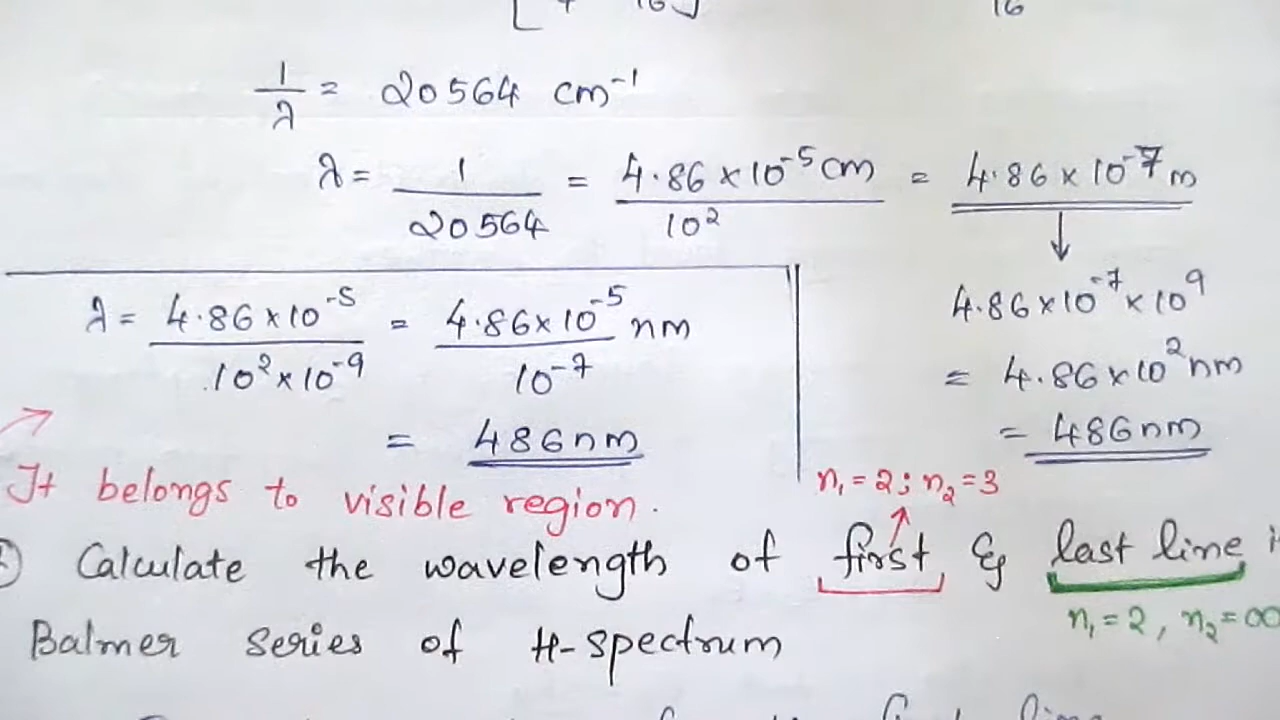 16
1/λ = 20564 cm⁻¹
λ = 1/20564 = 4.86 × 10⁻⁵ cm/10² = 4.86 × 10⁻⁷ m
↓
4.86 × 10⁻⁷ × 10⁹
= 4.86 × 10² nm
= 486 nm
λ = 4.86 × 10⁻⁵/10² × 10⁻⁹ = 4.86 × 10⁻⁵/10⁻⁷ nm
= 486 nm
It belongs to visible region.
n₁ = 2 ; n₂ = 3
Calculate the wavelength of first & last line
n₁ = 2, n₂ = ∞
Balmer series of H-spectrum